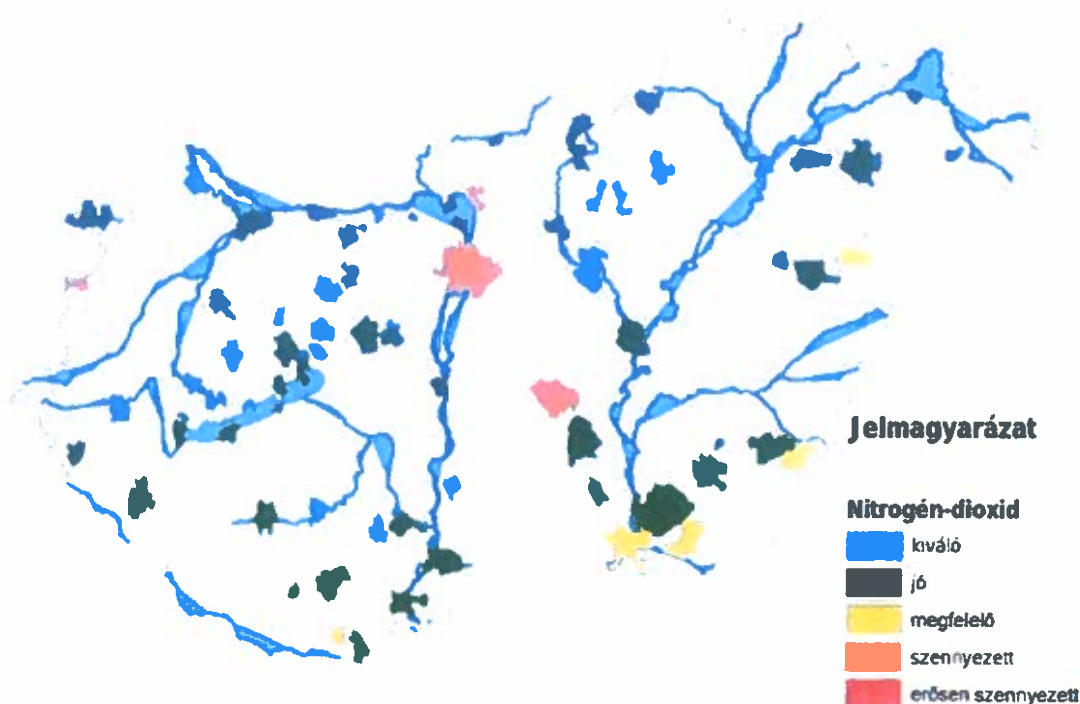 Jelmagyarázat
Nitrogén-dioxid
kiváló
jó
megfelelő
szennyezett
erősen szennyezett